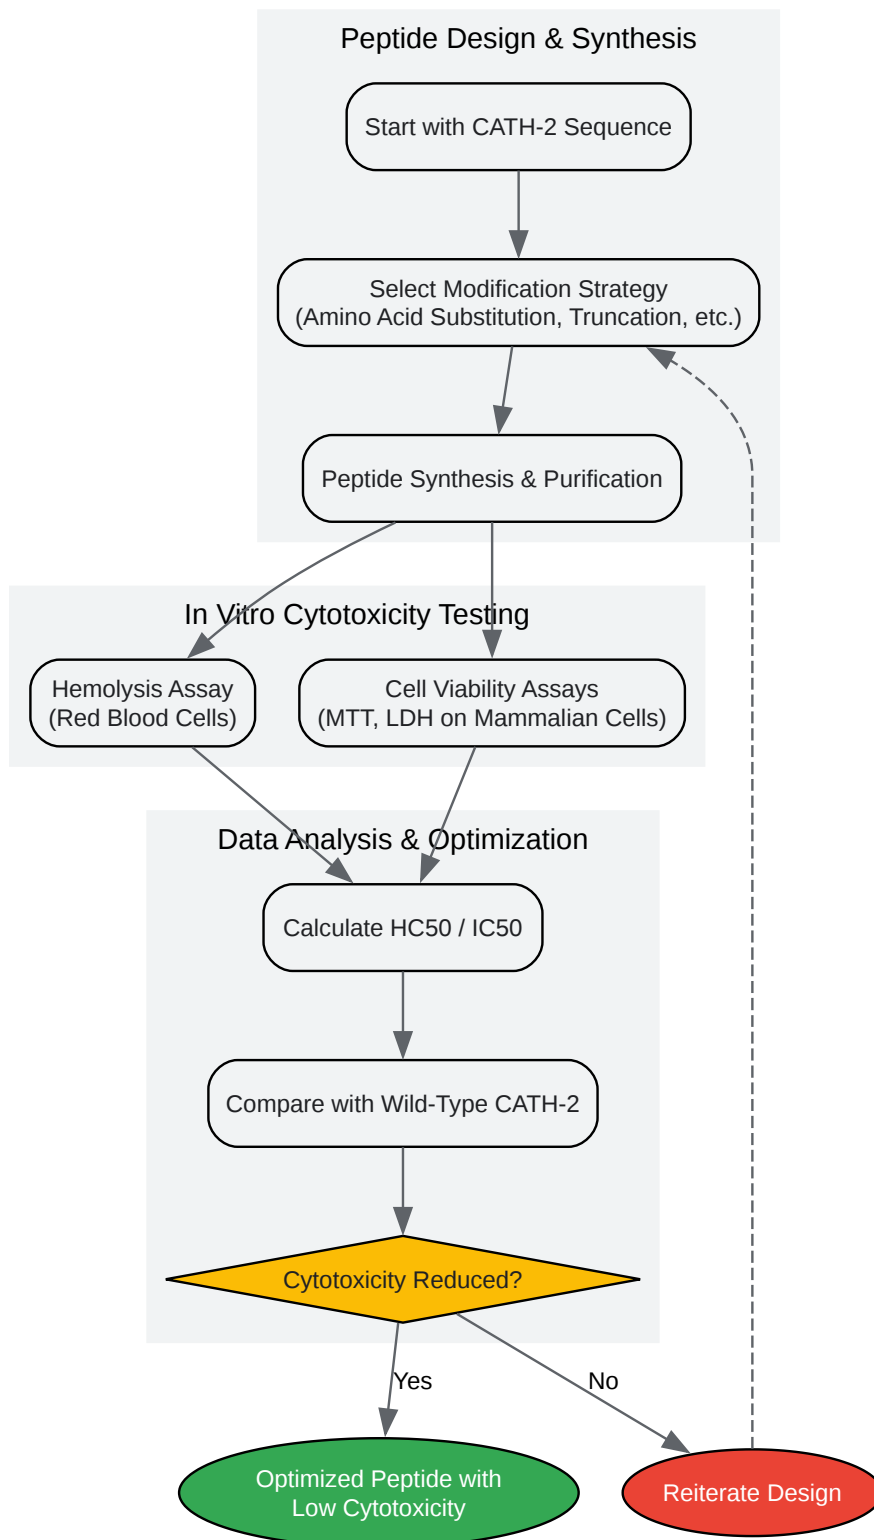 Peptide Design & Synthesis
Start with CATH-2 Sequence
Select Modification Strategy
(Amino Acid Substitution, Truncation, etc.)
Peptide Synthesis & Purification
In Vitro Cytotoxicity Testing
Hemolysis Assay
(Red Blood Cells)
Cell Viability Assays
(MTT, LDH on Mammalian Cells)
Data Analysis & Optimization
Calculate HC50 / IC50
Compare with Wild-Type CATH-2
Cytotoxicity Reduced?
Yes
No
Optimized Peptide with
Low Cytotoxicity
Reiterate Design